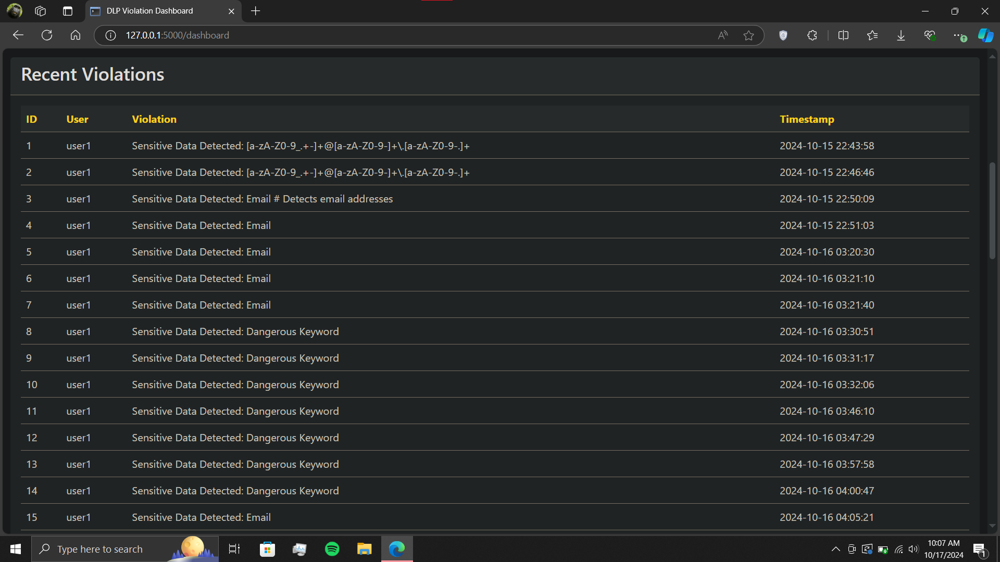 DLP Violation Dashboard
127.0.0.1:5000/dashboard
Recent Violations
ID User Violation Timestamp
1 user1 Sensitive Data Detected: [a-zA-Z0-9_.+-]+@[a-zA-Z0-9-]+\.[a-zA-Z0-9-.]+ 2024-10-15 22:43:58
2 user1 Sensitive Data Detected: [a-zA-Z0-9_.+-]+@[a-zA-Z0-9-]+\.[a-zA-Z0-9-.]+ 2024-10-15 22:46:46
3 user1 Sensitive Data Detected: Email # Detects email addresses 2024-10-15 22:50:09
4 user1 Sensitive Data Detected: Email 2024-10-15 22:51:03
5 user1 Sensitive Data Detected: Email 2024-10-16 03:20:30
6 user1 Sensitive Data Detected: Email 2024-10-16 03:21:10
7 user1 Sensitive Data Detected: Email 2024-10-16 03:21:40
8 user1 Sensitive Data Detected: Dangerous Keyword 2024-10-16 03:30:51
9 user1 Sensitive Data Detected: Dangerous Keyword 2024-10-16 03:31:17
10 user1 Sensitive Data Detected: Dangerous Keyword 2024-10-16 03:32:06
11 user1 Sensitive Data Detected: Dangerous Keyword 2024-10-16 03:46:10
12 user1 Sensitive Data Detected: Dangerous Keyword 2024-10-16 03:47:29
13 user1 Sensitive Data Detected: Dangerous Keyword 2024-10-16 03:57:58
14 user1 Sensitive Data Detected: Dangerous Keyword 2024-10-16 04:00:47
15 user1 Sensitive Data Detected: Email 2024-10-16 04:05:21
Type here to search
10:07 AM
10/17/2024
1